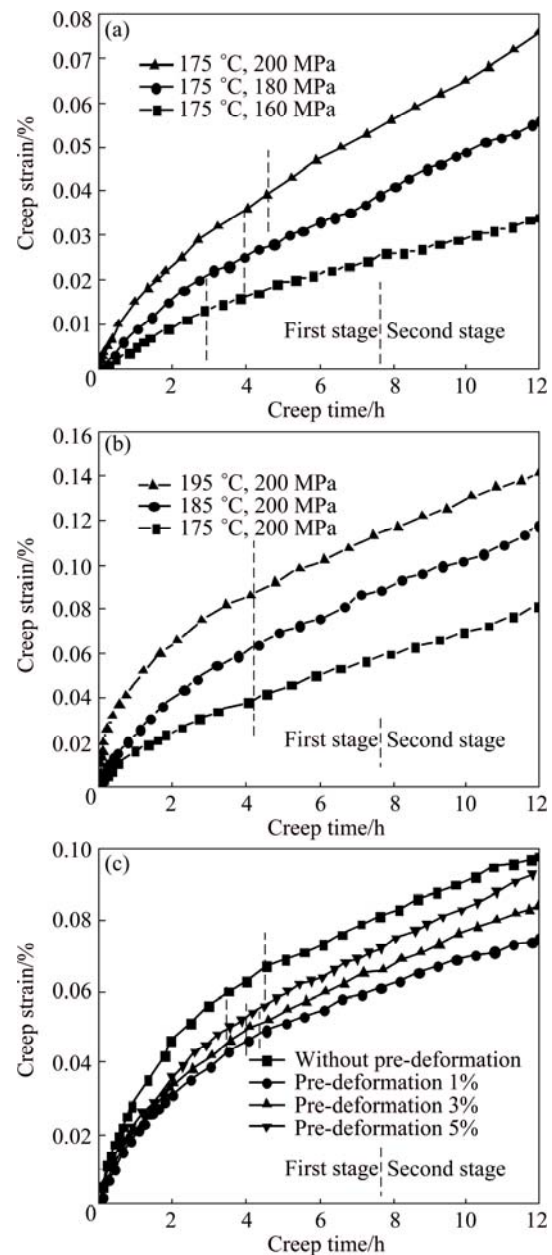 0.08
(a)
0.07
175 °C, 200 MPa
175 °C, 180 MPa
175 °C, 160 MPa
0.06
0.05
0.04
0.03
0.02
0.01
0
Creep strain/%
First stage Second stage
2 4 6 8 10 12
Creep time/h
0.16
(b)
0.14
195 °C, 200 MPa
185 °C, 200 MPa
175 °C, 200 MPa
0.12
0.10
0.08
0.06
0.04
0.02
0
Creep strain/%
First stage Second stage
2 4 6 8 10 12
Creep time/h
0.10
(c)
0.08
0.06
0.04
0.02
0
Creep strain/%
Without pre-deformation
Pre-deformation 1%
Pre-deformation 3%
Pre-deformation 5%
First stage Second stage
2 4 6 8 10 12
Creep time/h